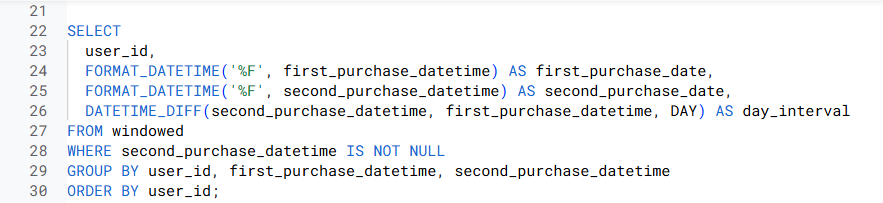 21
22 SELECT
23 user_id,
24 FORMAT_DATETIME('%F', first_purchase_datetime) AS first_purchase_date,
25 FORMAT_DATETIME('%F', second_purchase_datetime) AS second_purchase_date,
26 DATETIME_DIFF(second_purchase_datetime, first_purchase_datetime, DAY) AS day_interval
27 FROM windowed
28 WHERE second_purchase_datetime IS NOT NULL
29 GROUP BY user_id, first_purchase_datetime, second_purchase_datetime
30 ORDER BY user_id;